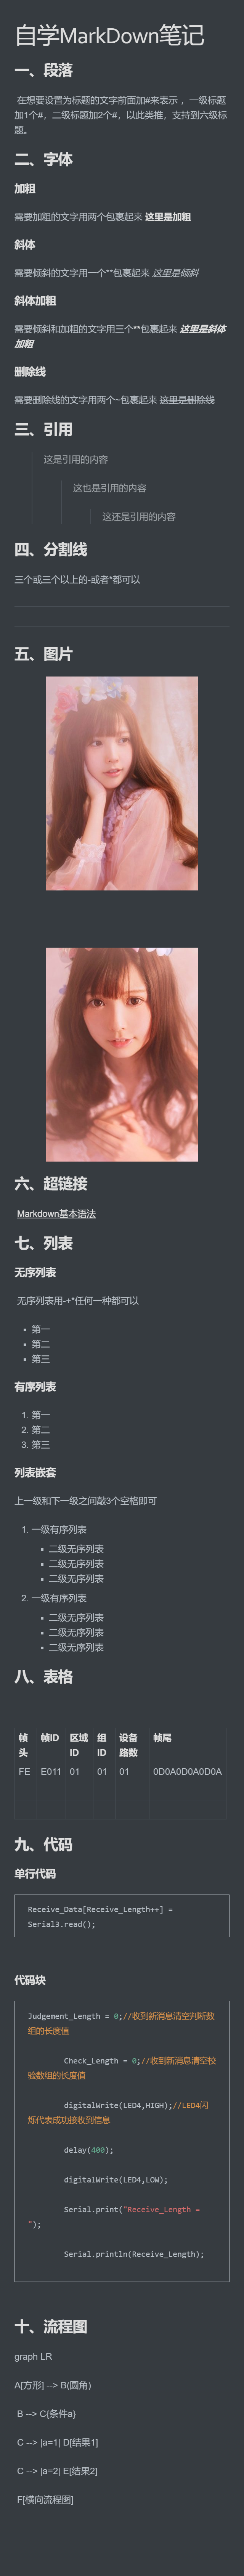 自学MarkDown笔记
一、段落
在想要设置为标题的文字前面加#来表示 ，一级标题
加1个#，二级标题加2个#，以此类推，支持到六级标
题。
二、字体
加粗
需要加粗的文字用两个包裹起来 这里是加粗
斜体
需要倾斜的文字用一个**包裹起来 这里是倾斜
斜体加粗
需要倾斜和加粗的文字用三个**包裹起来 这里是斜体
加粗
删除线
需要删除线的文字用两个~包裹起来 这里是删除线
三、引用
这是引用的内容
这也是引用的内容
这还是引用的内容
四、分割线
三个或三个以上的-或者*都可以
五、图片
六、超链接
Markdown基本语法
七、列表
无序列表
无序列表用-+*任何一种都可以
▪ 第一
▪ 第二
▪ 第三
有序列表
1. 第一
2. 第二
3. 第三
列表嵌套
上一级和下一级之间敲3个空格即可
1. 一级有序列表
▪ 二级无序列表
▪ 二级无序列表
▪ 二级无序列表
2. 一级有序列表
▪ 二级无序列表
▪ 二级无序列表
▪ 二级无序列表
八、表格
帧头 帧ID 区域ID 组ID 设备路数 帧尾
FE E011 01 01 01 0D0A0D0A0D0A
九、代码
单行代码
Receive_Data[Receive_Length++] =
Serial3.read();
代码块
Judgement_Length = 0;//收到新消息清空判断数
组的长度值
Check_Length = 0;//收到新消息清空校
验数组的长度值
digitalWrite(LED4,HIGH);//LED4闪
烁代表成功接收到信息
delay(400);
digitalWrite(LED4,LOW);
Serial.print("Receive_Length =
");
Serial.println(Receive_Length);
十、流程图
graph LR
A[方形] --> B(圆角)
B --> C{条件a}
C --> |a=1| D[结果1]
C --> |a=2| E[结果2]
F[横向流程图]